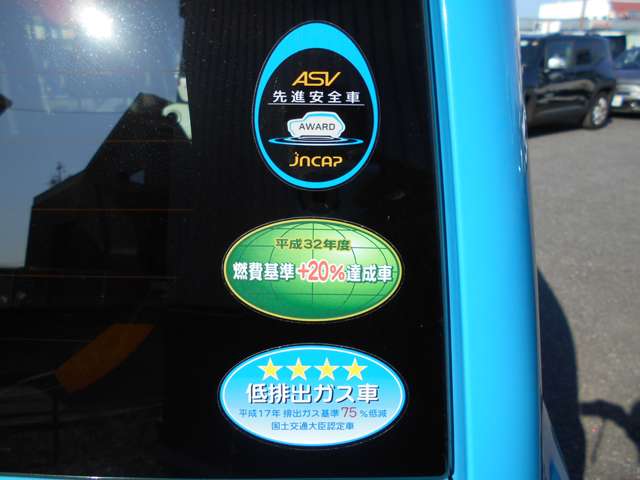 ASV
先進安全車
AWARD
JNCAP
平成32年度
燃費基準+20%達成車
低排出ガス車
平成17年 排出ガス基準 75%低減
国土交通大臣認定車